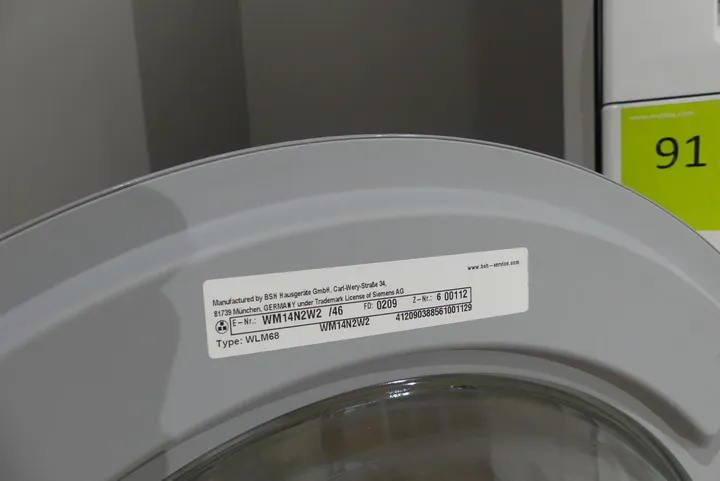 www.bsh-service.com
Manufactured by BSH Hausgeräte GmbH, Carl-Wery-Straße 34,
81739 München, GERMANY under Trademark License of Siemens AG
E-Nr.: WM14N2W2 /46 FD: 0209 Z-Nr.: 6 00112
Type: WLM68 WM14N2W2 412090388561001129
91